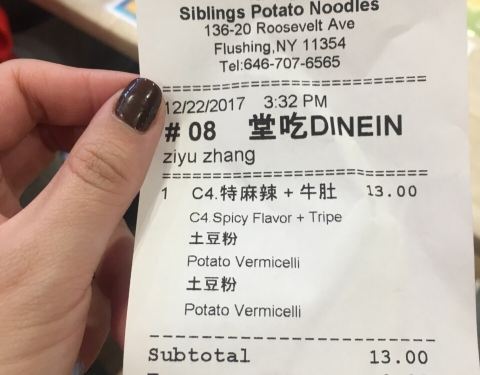 Siblings Potato Noodles
136-20 Roosevelt Ave
Flushing,NY 11354
Tel:646-707-6565
12/22/2017 3:32 PM
# 08 堂吃DINEIN
ziyu zhang
1 C4.特麻辣 + 牛肚 13.00
C4 Spicy Flavor + Tripe
土豆粉
Potato Vermicelli
土豆粉
Potato Vermicelli
Subtotal 13.00